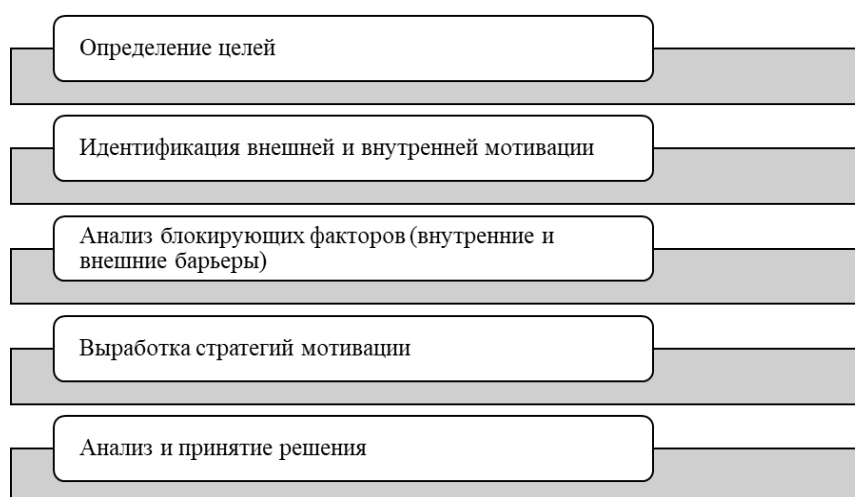 Определение целей
Идентификация внешней и внутренней мотивации
Анализ блокирующих факторов (внутренние и
внешние барьеры)
Выработка стратегий мотивации
Анализ и принятие решения